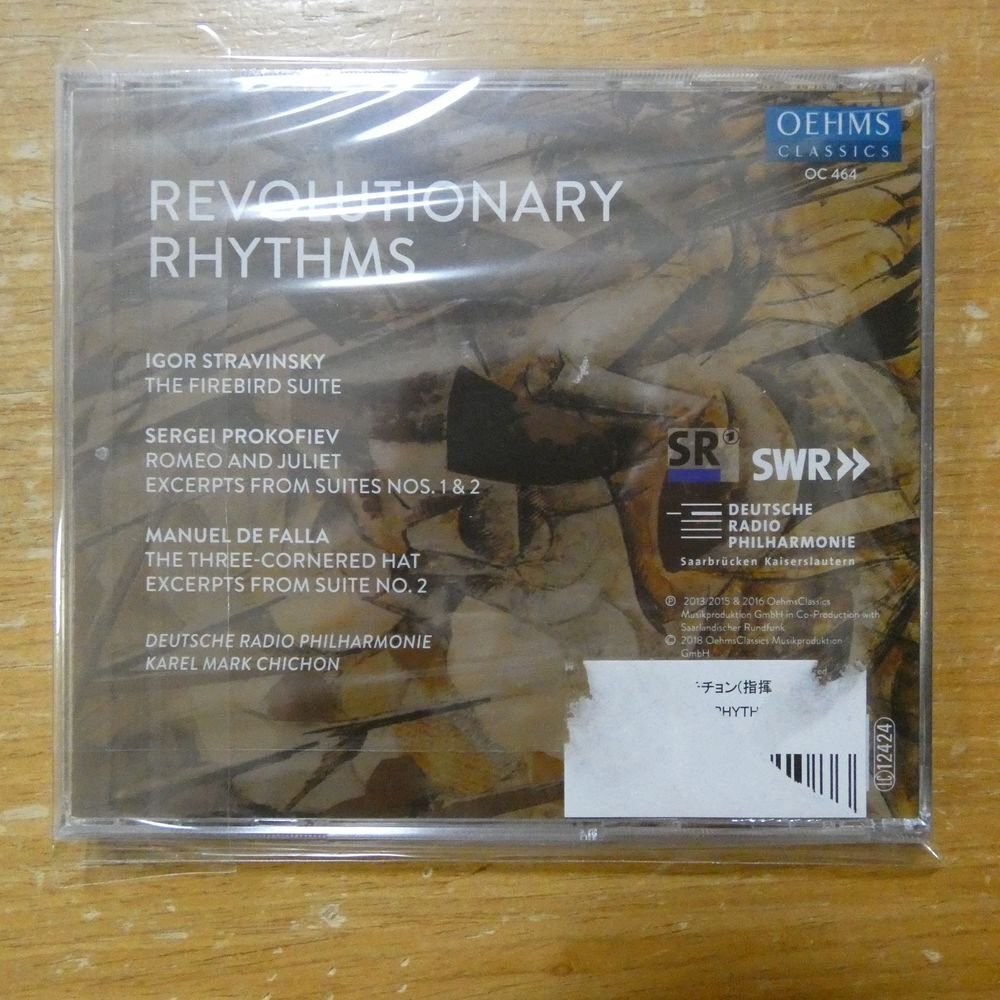 OEHMS
CLASSICS
OC 464
REVOLUTIONARY
RHYTHMS
IGOR STRAVINSKY
THE FIREBIRD SUITE
SERGEI PROKOFIEV
ROMEO AND JULIET
EXCERPTS FROM SUITES NOS. 1 & 2
MANUEL DE FALLA
THE THREE-CORNERED HAT
EXCERPTS FROM SUITE NO. 2
DEUTSCHE RADIO PHILHARMONIE
KAREL MARK CHICHON
SR
SWR»
DEUTSCHE
RADIO
PHILHARMONIE
Saarbrücken Kaiserslautern
℗ 2013/2015 & 2016 OehmsClassics
Musikproduktion GmbH in Co-Production with
Saarländischer Rundfunk
© 2018 OehmsClassics Musikproduktion
GmbH
チョン(指揮
RHYTH
LC12424